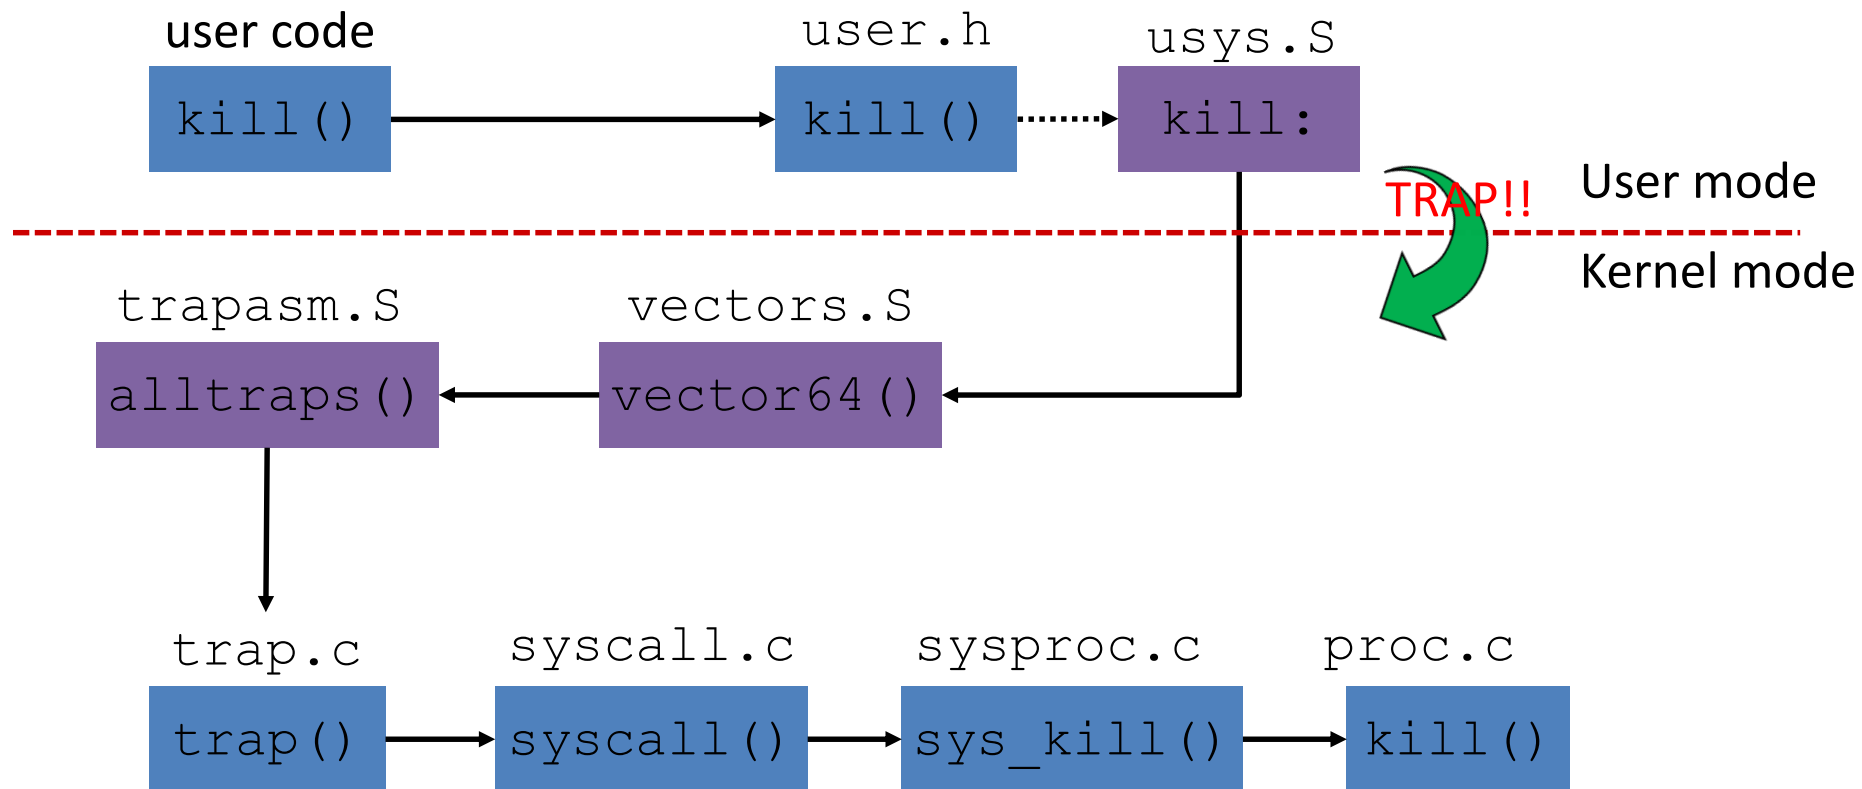 user code
user.h
usys.S
kill()
kill()
kill:
TRAP!!
User mode
Kernel mode
trapasm.S
vectors.S
alltraps()
vector64()
trap.c
syscall.c
sysproc.c
proc.c
trap()
syscall()
sys_kill()
kill()